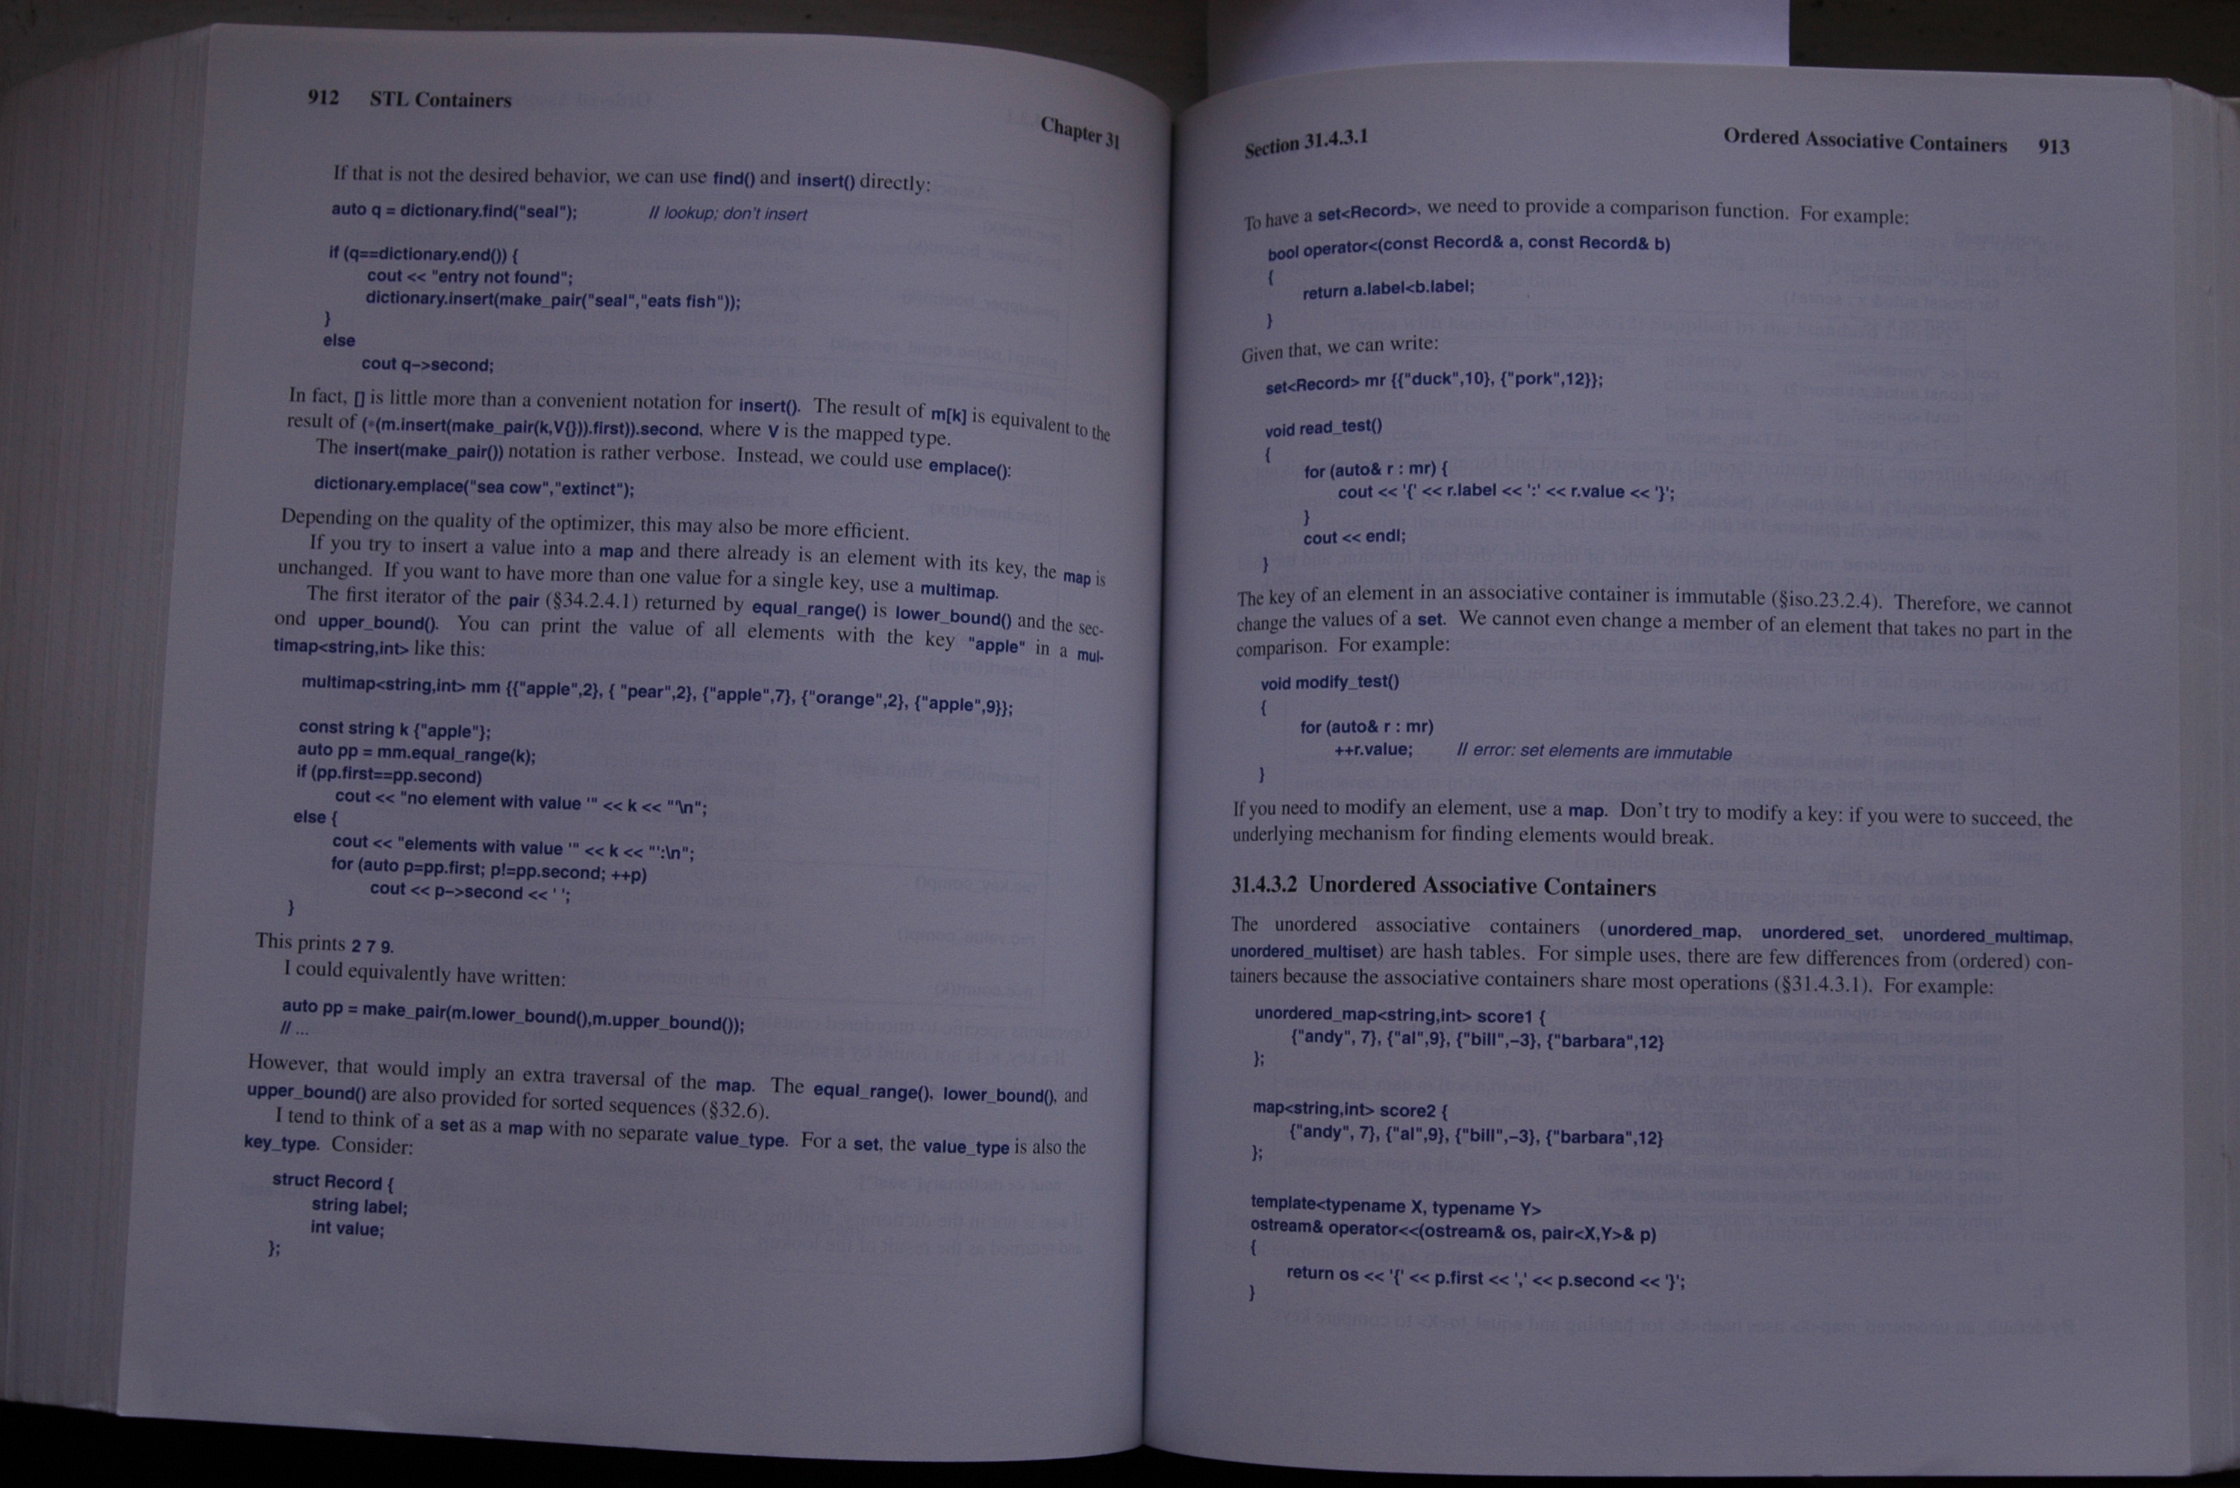 912 STL Containers Chapter 31
If that is not the desired behavior, we can use find() and insert() directly:
auto q = dictionary.find("seal"); // lookup; don't insert
if (q==dictionary.end()) {
cout << "entry not found";
dictionary.insert(make_pair("seal","eats fish"));
}
else
cout q->second;
In fact, [] is little more than a convenient notation for insert(). The result of m[k] is equivalent to the
result of (*(m.insert(make_pair(k,V{})).first)).second, where V is the mapped type.
The insert(make_pair()) notation is rather verbose. Instead, we could use emplace():
dictionary.emplace("sea cow","extinct");
Depending on the quality of the optimizer, this may also be more efficient.
If you try to insert a value into a map and there already is an element with its key, the map is
unchanged. If you want to have more than one value for a single key, use a multimap.
The first iterator of the pair (§34.2.4.1) returned by equal_range() is lower_bound() and the sec-
ond upper_bound(). You can print the value of all elements with the key "apple" in a mul-
timap<string,int> like this:
multimap<string,int> mm {{"apple",2}, { "pear",2}, {"apple",7}, {"orange",2}, {"apple",9}};
const string k {"apple"};
auto pp = mm.equal_range(k);
if (pp.first==pp.second)
cout << "no element with value '" << k << "'\n";
else {
cout << "elements with value '" << k << "':\n";
for (auto p=pp.first; p!=pp.second; ++p)
cout << p->second << ' ';
}
This prints 2 7 9.
I could equivalently have written:
auto pp = make_pair(m.lower_bound(),m.upper_bound());
// ...
However, that would imply an extra traversal of the map. The equal_range(), lower_bound(), and
upper_bound() are also provided for sorted sequences (§32.6).
I tend to think of a set as a map with no separate value_type. For a set, the value_type is also the
key_type. Consider:
struct Record {
string label;
int value;
};
Section 31.4.3.1 Ordered Associative Containers 913
To have a set<Record>, we need to provide a comparison function. For example:
bool operator<(const Record& a, const Record& b)
{
return a.label<b.label;
}
Given that, we can write:
set<Record> mr {{"duck",10}, {"pork",12}};
void read_test()
{
for (auto& r : mr) {
cout << '{' << r.label << ':' << r.value << '}';
}
cout << endl;
}
The key of an element in an associative container is immutable (§iso.23.2.4). Therefore, we cannot
change the values of a set. We cannot even change a member of an element that takes no part in the
comparison. For example:
void modify_test()
{
for (auto& r : mr)
++r.value; // error: set elements are immutable
}
If you need to modify an element, use a map. Don't try to modify a key: if you were to succeed, the
underlying mechanism for finding elements would break.
31.4.3.2 Unordered Associative Containers
The unordered associative containers (unordered_map, unordered_set, unordered_multimap,
unordered_multiset) are hash tables. For simple uses, there are few differences from (ordered) con-
tainers because the associative containers share most operations (§31.4.3.1). For example:
unordered_map<string,int> score1 {
{"andy", 7}, {"al",9}, {"bill",-3}, {"barbara",12}
};
map<string,int> score2 {
{"andy", 7}, {"al",9}, {"bill",-3}, {"barbara",12}
};
template<typename X, typename Y>
ostream& operator<<(ostream& os, pair<X,Y>& p)
{
return os << '{' << p.first << ',' << p.second << '}';
}